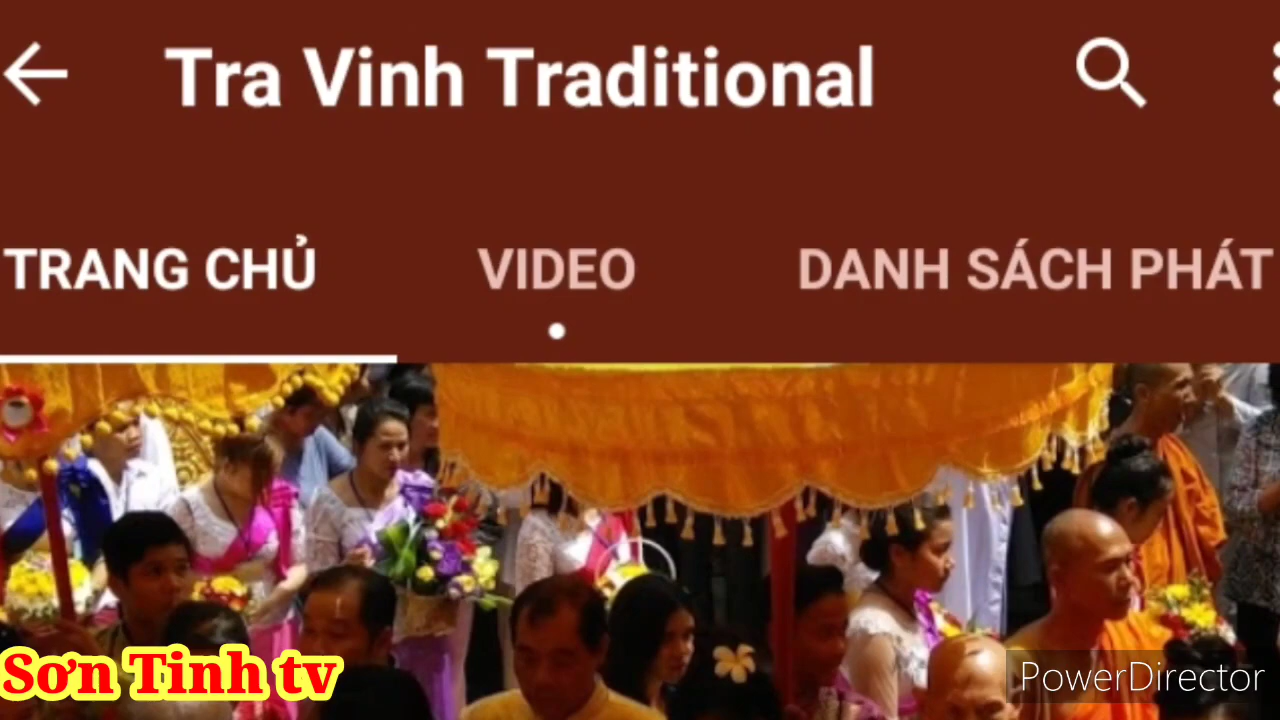 Tra Vinh Traditional
TRANG CHỦ VIDEO DANH SÁCH PHÁT
Sơn Tinh tv
PowerDirector